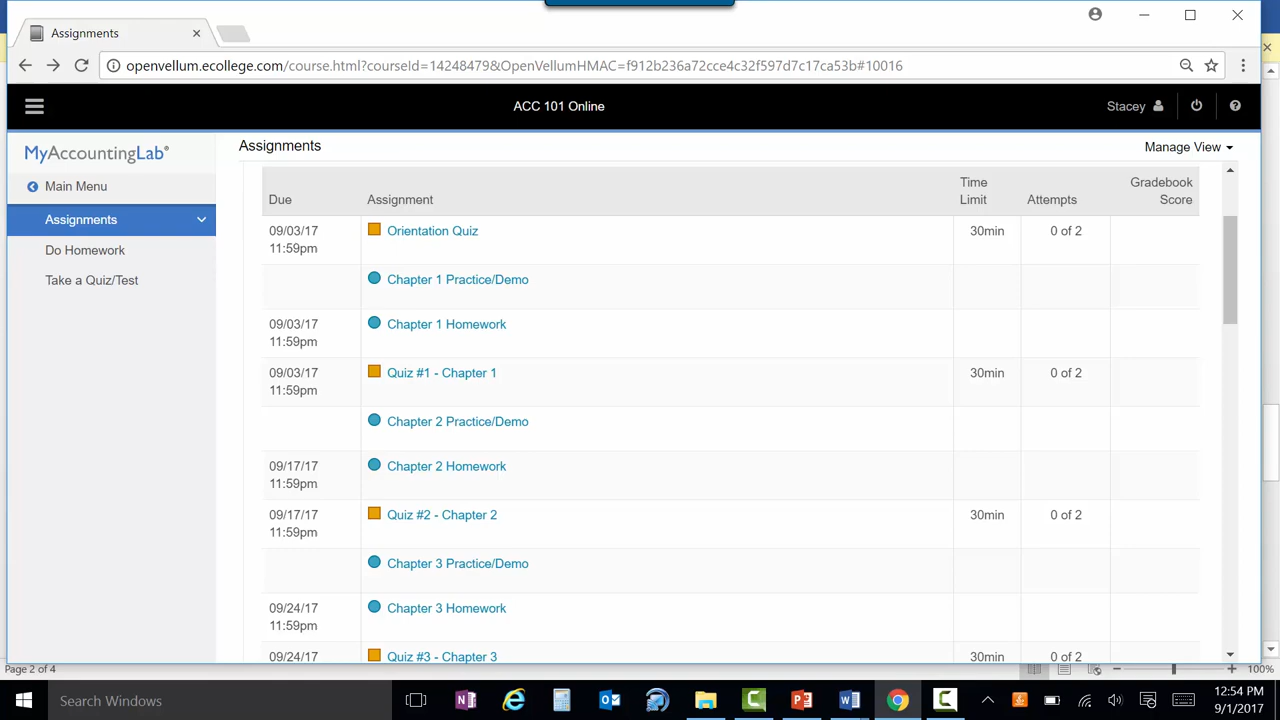 Assignments
openvellum.ecollege.com/course.html?courseId=14248479&OpenVellumHMAC=f912b236a72cce4c32f597d7c17ca53b#10016
ACC 101 Online
Stacey
MyAccountingLab®
Main Menu
Assignments
Do Homework
Take a Quiz/Test
Assignments
Manage View
Due Assignment Time Limit Attempts Gradebook Score
09/03/17 11:59pm Orientation Quiz 30min 0 of 2
Chapter 1 Practice/Demo
09/03/17 11:59pm Chapter 1 Homework
09/03/17 11:59pm Quiz #1 - Chapter 1 30min 0 of 2
Chapter 2 Practice/Demo
09/17/17 11:59pm Chapter 2 Homework
09/17/17 11:59pm Quiz #2 - Chapter 2 30min 0 of 2
Chapter 3 Practice/Demo
09/24/17 11:59pm Chapter 3 Homework
09/24/17 Quiz #3 - Chapter 3 30min 0 of 2
Page 2 of 4
100%
Search Windows
12:54 PM
9/1/2017